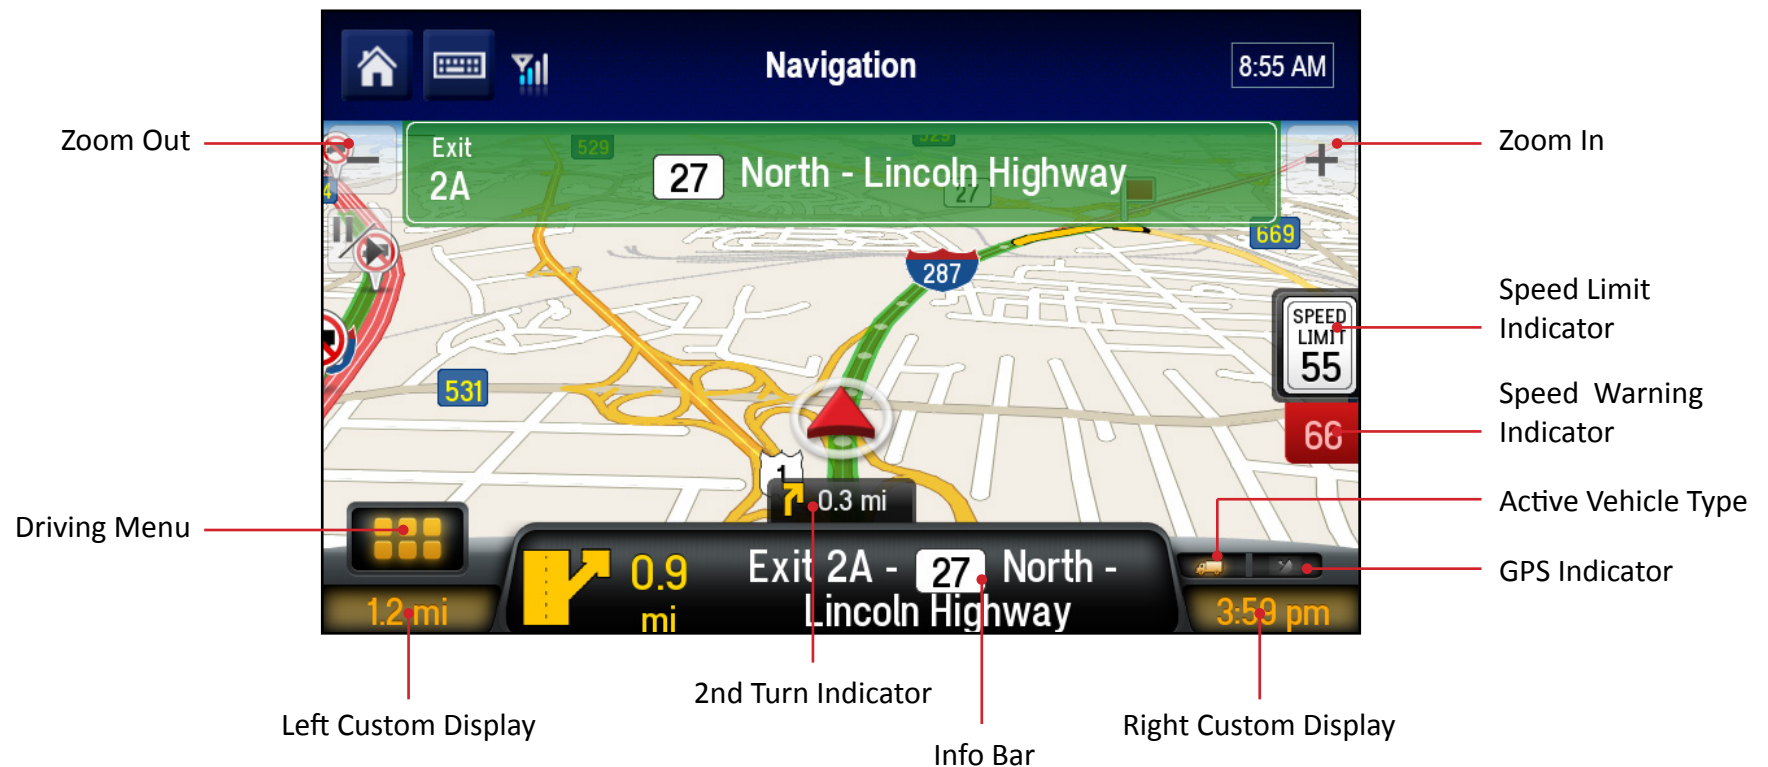 Navigation
8:55 AM
Zoom Out
Zoom In
Exit
2A
27 North - Lincoln Highway
529
529
27
4
669
287
Speed Limit
Indicator
SPEED
LIMIT
55
531
Speed Warning
Indicator
66
1
0.3 mi
Active Vehicle Type
Driving Menu
GPS Indicator
0.9
mi
Exit 2A - 27 North -
Lincoln Highway
1.2 mi
3:59 pm
2nd Turn Indicator
Left Custom Display
Right Custom Display
Info Bar